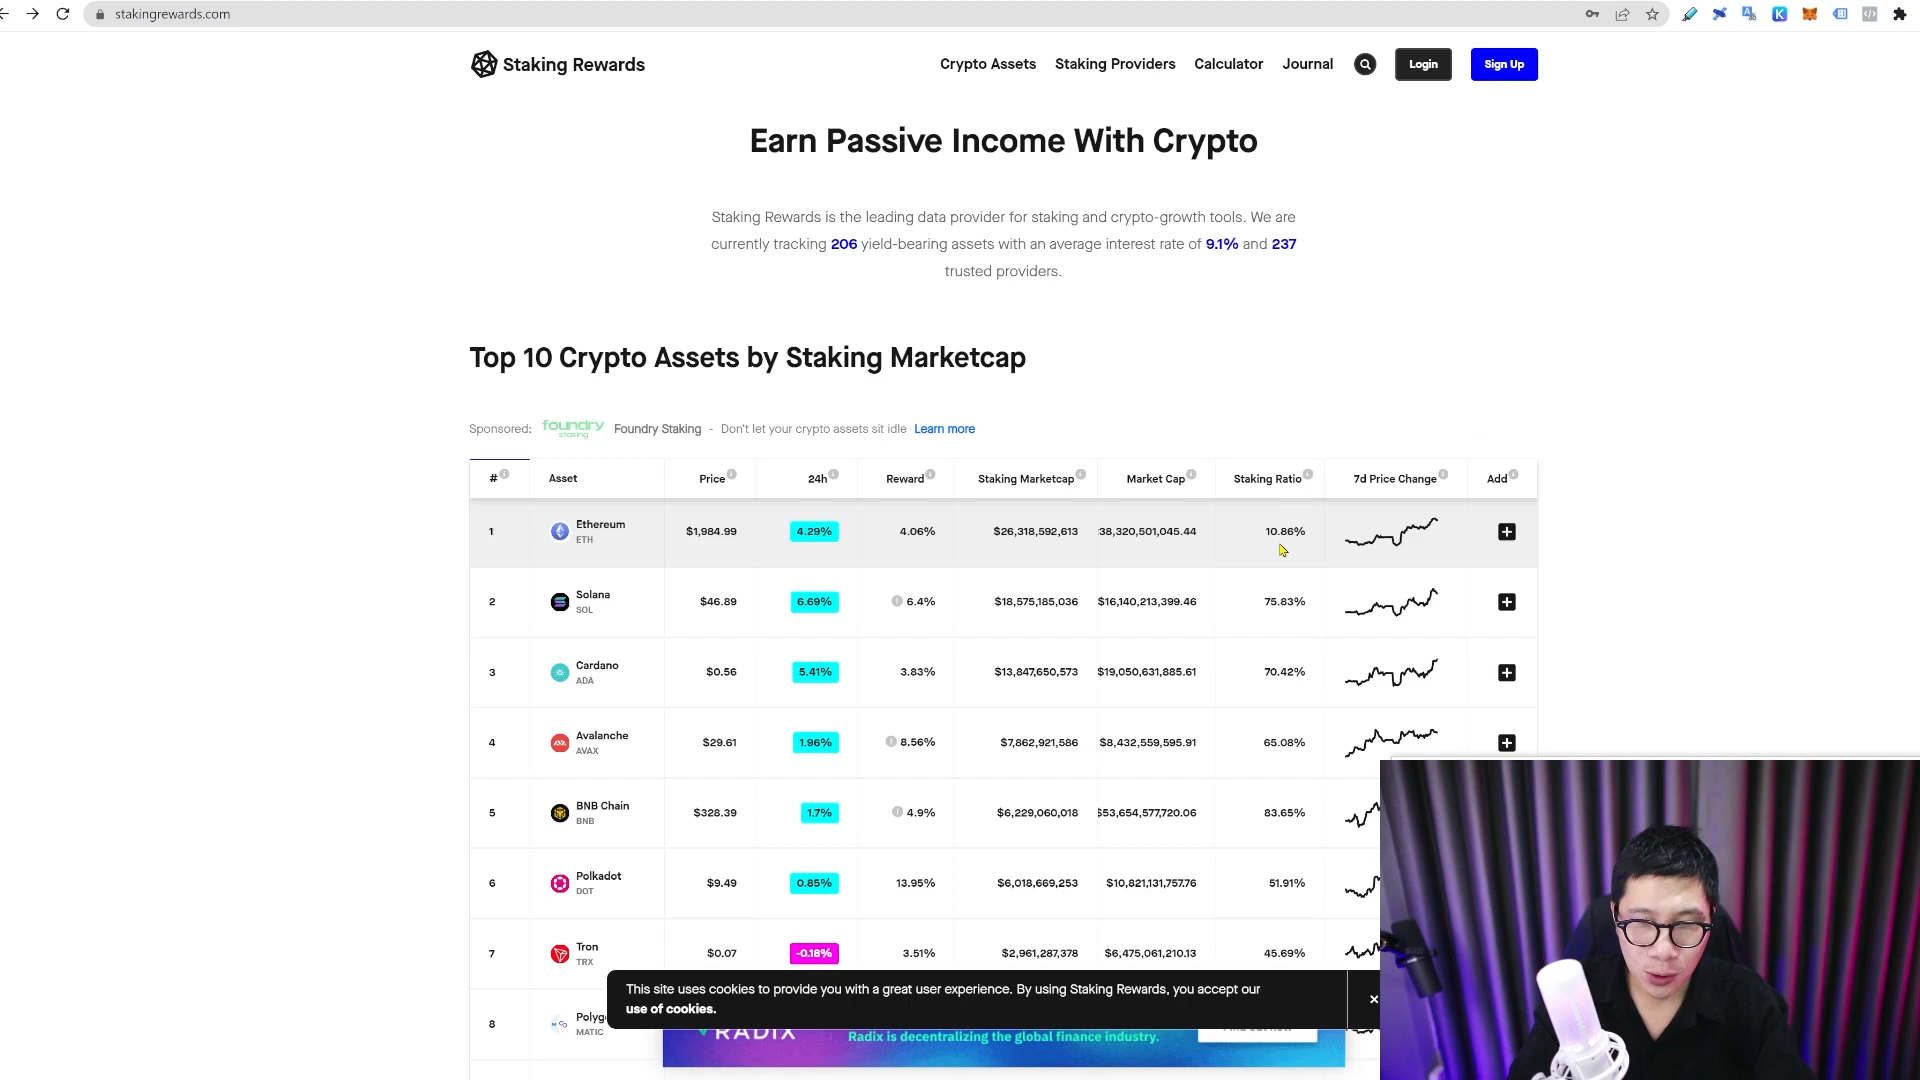 stakingrewards.com
Staking Rewards
Crypto Assets Staking Providers Calculator Journal Login Sign Up
Earn Passive Income With Crypto
Staking Rewards is the leading data provider for staking and crypto-growth tools. We are
currently tracking 206 yield-bearing assets with an average interest rate of 9.1% and 237
trusted providers.
Top 10 Crypto Assets by Staking Marketcap
Sponsored: foundry staking Foundry Staking - Don't let your crypto assets sit idle Learn more
# Asset Price 24h Reward Staking Marketcap Market Cap Staking Ratio 7d Price Change Add
1 Ethereum $1,984.99 4.29% 4.06% $26,318,592,613 38,320,501,045.44 10.86%
ETH
2 Solana $46.89 6.69% 6.4% $18,575,185,036 $16,140,213,399.46 75.83%
SOL
3 Cardano $0.56 5.41% 3.83% $13,847,650,573 $19,050,631,885.61 70.42%
ADA
4 Avalanche $29.61 1.96% 8.56% $7,862,921,586 $8,432,559,595.91 65.08%
AVAX
5 BNB Chain $328.39 1.7% 4.9% $6,229,060,018 $53,654,577,720.06 83.65%
BNB
6 Polkadot $9.49 0.85% 13.95% $6,018,669,253 $10,821,131,757.76 51.91%
DOT
7 Tron $0.07 -0.18% 3.51% $2,961,287,378 $6,475,061,210.13 45.69%
TRX
This site uses cookies to provide you with a great user experience. By using Staking Rewards, you accept our
use of cookies.
8 Polyg
MATIC
RADIX Radix is decentralizing the global finance industry.